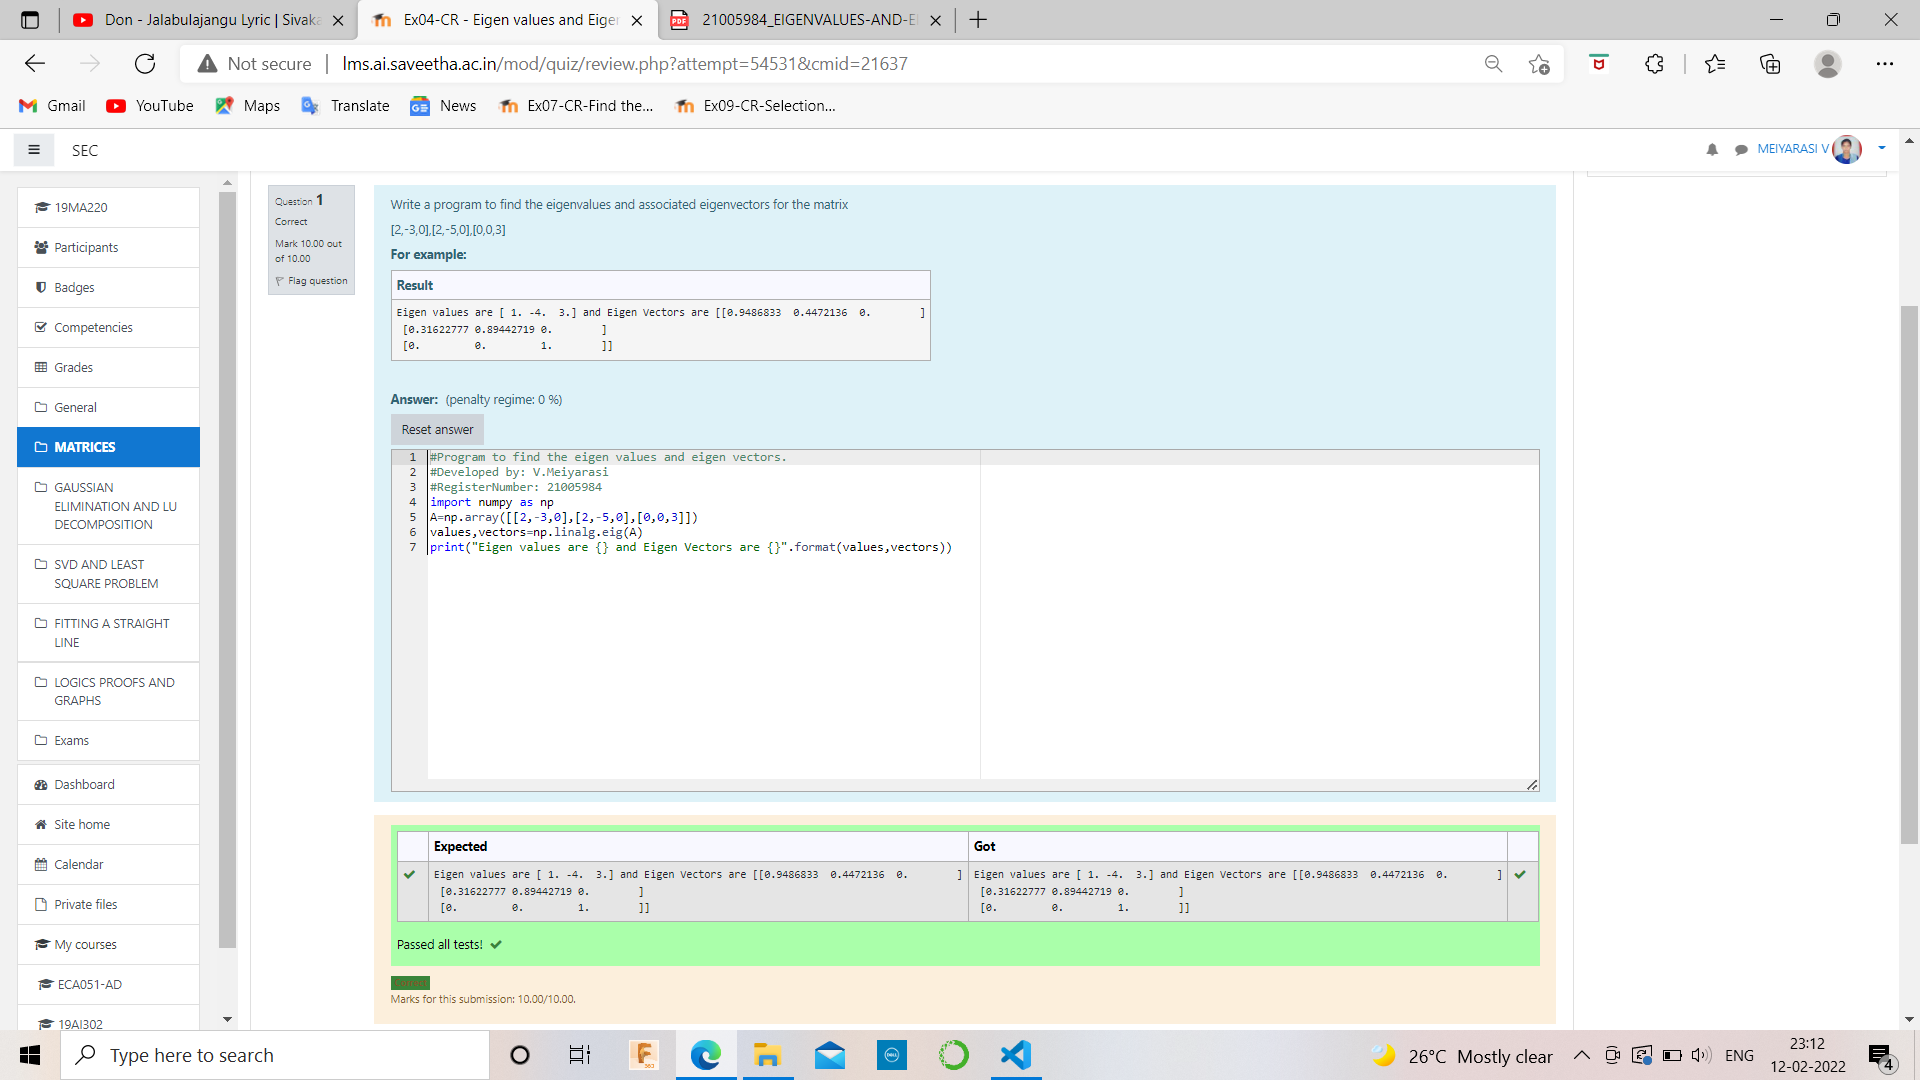 Don - Jalabulajangu Lyric | Sivaka
Ex04-CR - Eigen values and Eiger
21005984_EIGENVALUES-AND-E
Not secure
lms.ai.saveetha.ac.in/mod/quiz/review.php?attempt=54531&cmid=21637
Gmail
YouTube
Maps
Translate
News
Ex07-CR-Find the...
Ex09-CR-Selection...
SEC
MEIYARASI V
19MA220
Participants
Badges
Competencies
Grades
General
MATRICES
GAUSSIAN
ELIMINATION AND LU
DECOMPOSITION
SVD AND LEAST
SQUARE PROBLEM
FITTING A STRAIGHT
LINE
LOGICS PROOFS AND
GRAPHS
Exams
Dashboard
Site home
Calendar
Private files
My courses
ECA051-AD
19AI302
Question 1
Correct
Mark 10.00 out
of 10.00
Flag question
Write a program to find the eigenvalues and associated eigenvectors for the matrix
[2,-3,0],[2,-5,0],[0,0,3]
For example:
Result
Eigen values are [ 1. -4.  3.] and Eigen Vectors are [[0.9486833  0.4472136  0.        ]
[0.31622777 0.89442719 0.        ]
[0.         0.         1.        ]]
Answer: (penalty regime: 0 %)
Reset answer
1 #Program to find the eigen values and eigen vectors.
2 #Developed by: V.Meiyarasi
3 #RegisterNumber: 21005984
4 import numpy as np
5 A=np.array([[2,-3,0],[2,-5,0],[0,0,3]])
6 values,vectors=np.linalg.eig(A)
7 print("Eigen values are {} and Eigen Vectors are {}".format(values,vectors))
Expected
Eigen values are [ 1. -4.  3.] and Eigen Vectors are [[0.9486833  0.4472136  0.        ]
[0.31622777 0.89442719 0.        ]
[0.         0.         1.        ]]
Got
Eigen values are [ 1. -4.  3.] and Eigen Vectors are [[0.9486833  0.4472136  0.        ]
[0.31622777 0.89442719 0.        ]
[0.         0.         1.        ]]
Passed all tests!
Marks for this submission: 10.00/10.00.
Type here to search
26°C Mostly clear
ENG
23:12
12-02-2022
4